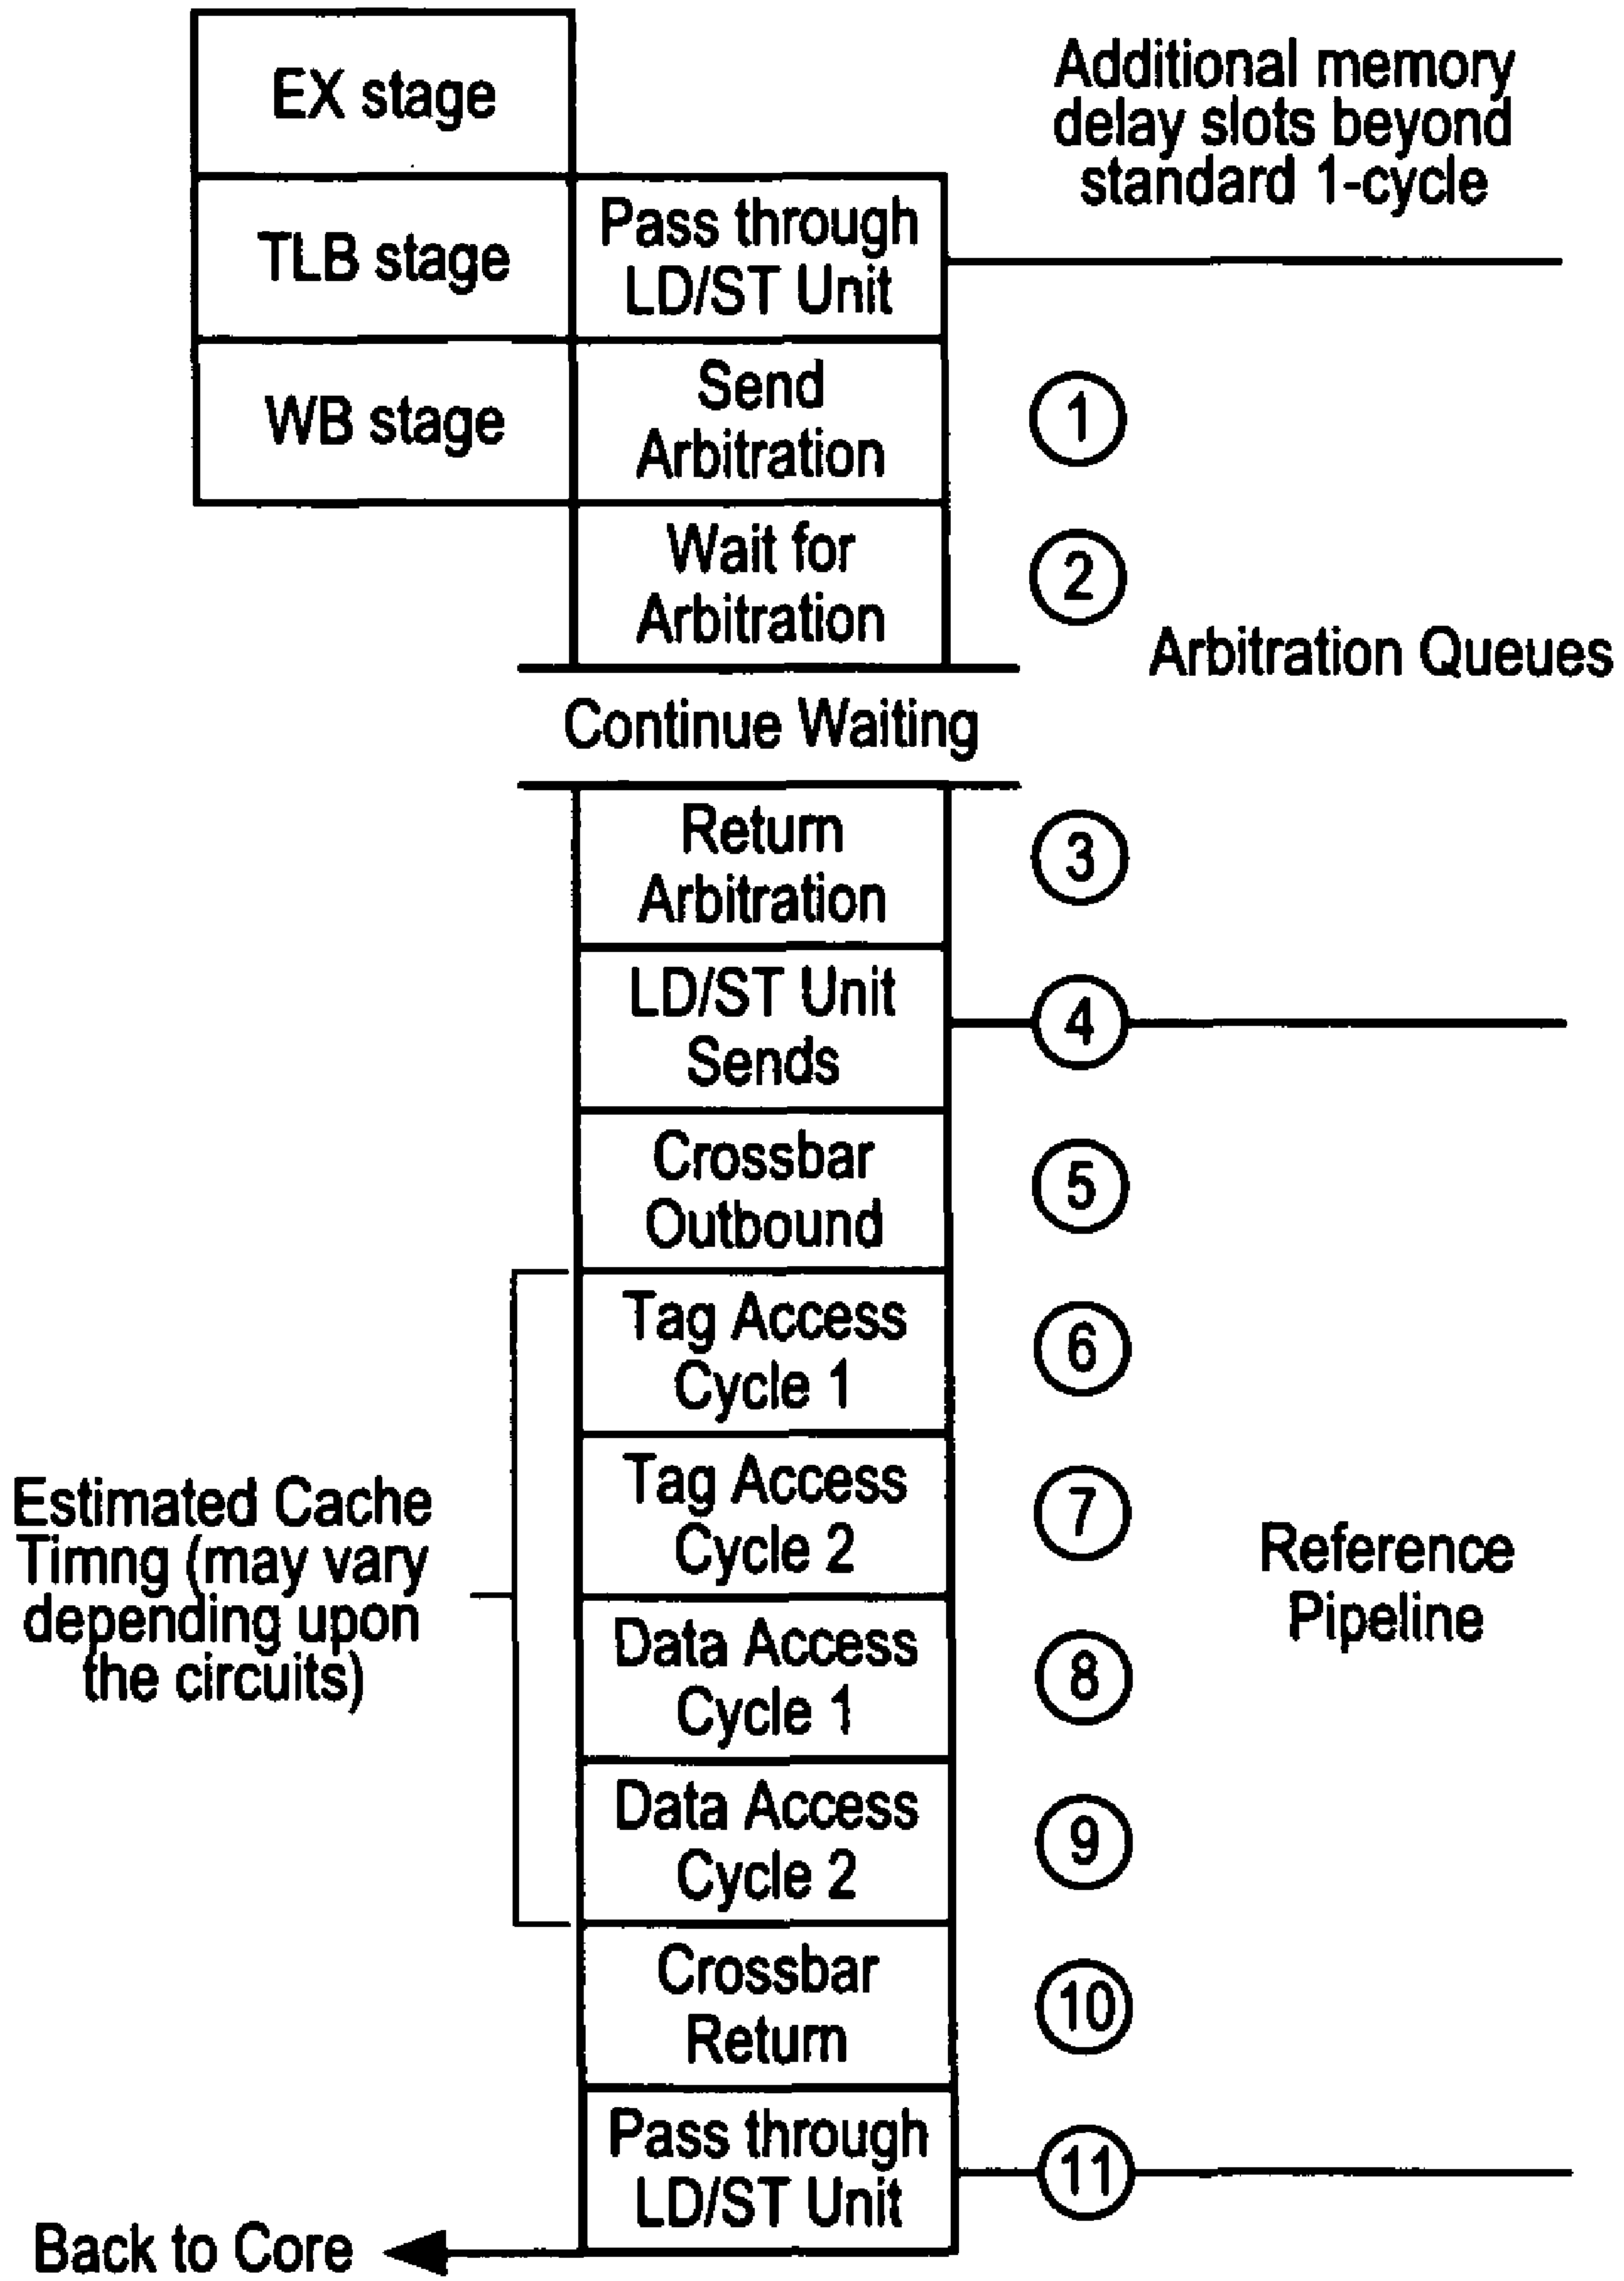 EX stage
Additional memory
delay slots beyond
standard 1-cycle
TLB stage
Pass through
LD/ST Unit
WB stage
Send
Arbitration
1
Wait for
Arbitration
2
Arbitration Queues
Continue Waiting
Return
Arbitration
3
LD/ST Unit
Sends
4
Crossbar
Outbound
5
Tag Access
Cycle 1
6
Tag Access
Cycle 2
7
Estimated Cache
Timng (may vary
depending upon
the circuits)
Reference
Pipeline
Data Access
Cycle 1
8
Data Access
Cycle 2
9
Crossbar
Return
10
Pass through
LD/ST Unit
11
Back to Core